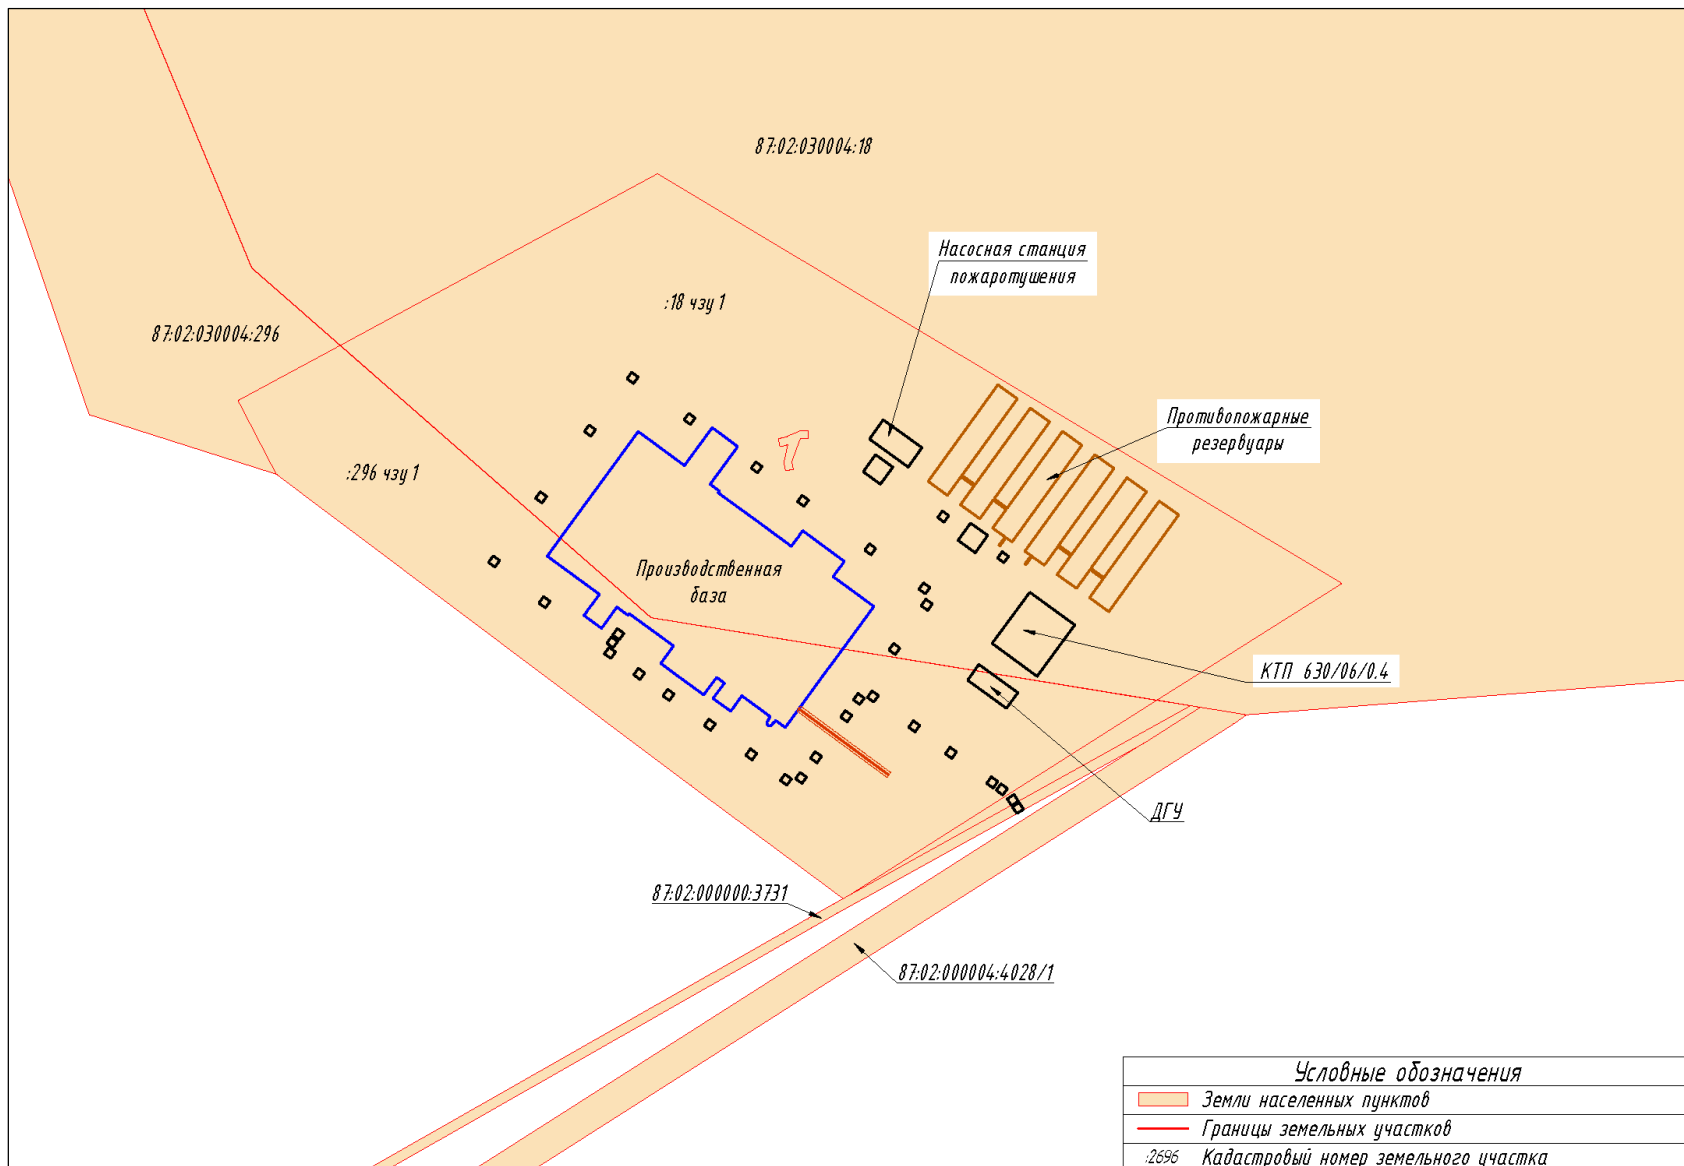 87:02:030004:18
Насосная станция
пожаротушения
:18 чзу 1
87:02:030004:296
Противопожарные
резервуары
:296 чзу 1
Производственная
база
КТП 630/06/0.4
ДГУ
87:02:000000:3731
87:02:000004:4028/1
Условные обозначения
Земли населенных пунктов
Границы земельных участков
:2696 Кадастровый номер земельного участка